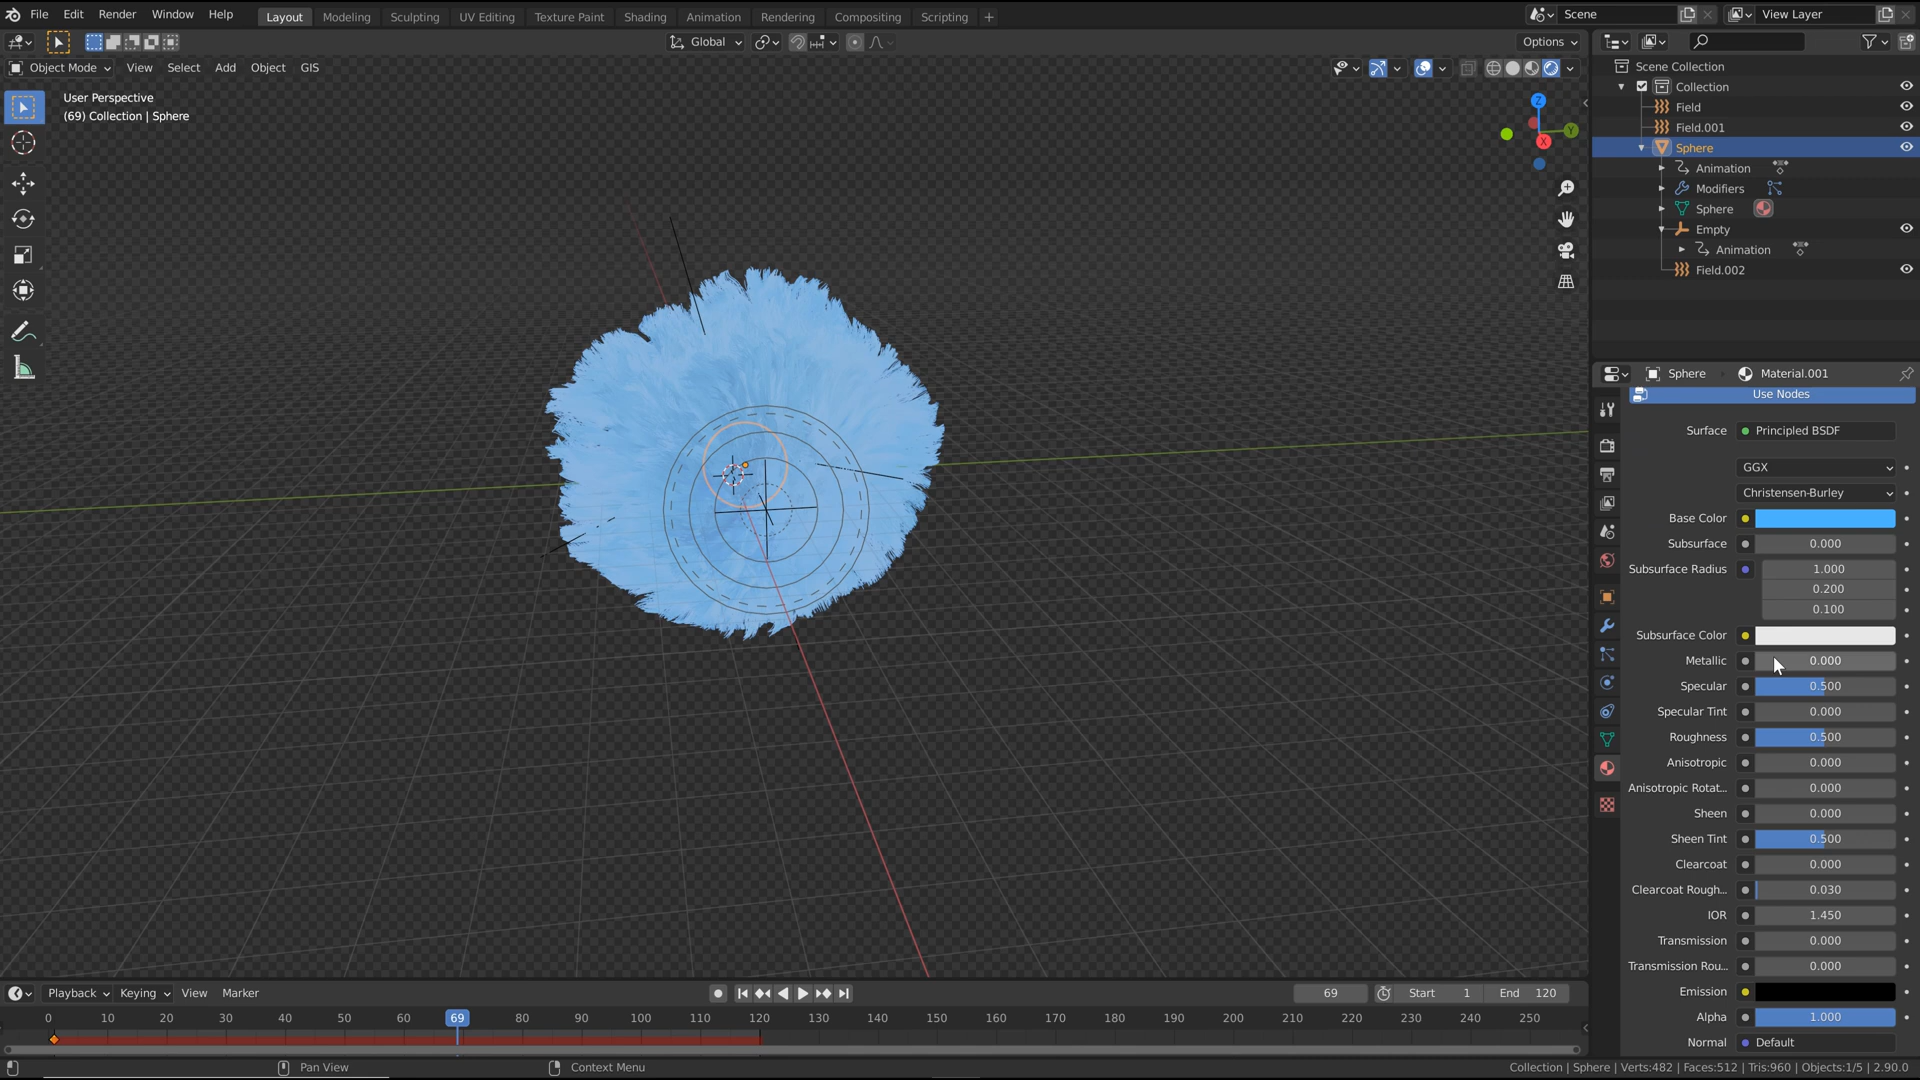 File Edit Render Window Help Layout Modeling Sculpting UV Editing Texture Paint Shading Animation Rendering Compositing Scripting + Scene View Layer
Global Options
Object Mode View Select Add Object GIS
User Perspective
(69) Collection | Sphere
Z
Y
X
Scene Collection
Collection
Field
Field.001
Sphere
Animation
Modifiers
Sphere
Empty
Animation
Field.002
Sphere Material.001
Use Nodes
Surface Principled BSDF
GGX
Christensen-Burley
Base Color
Subsurface 0.000
Subsurface Radius 1.000
0.200
0.100
Subsurface Color
Metallic 0.000
Specular 0.500
Specular Tint 0.000
Roughness 0.500
Anisotropic 0.000
Anisotropic Rotat... 0.000
Sheen 0.000
Sheen Tint 0.500
Clearcoat 0.000
Clearcoat Rough... 0.030
IOR 1.450
Transmission 0.000
Transmission Rou... 0.000
Emission
Alpha 1.000
Normal Default
Playback Keying View Marker 69 Start 1 End 120
0 10 20 30 40 50 60 69 80 90 100 110 120 130 140 150 160 170 180 190 200 210 220 230 240 250
Pan View Context Menu Collection | Sphere | Verts:482 | Faces:512 | Tris:960 | Objects:1/5 | 2.90.0